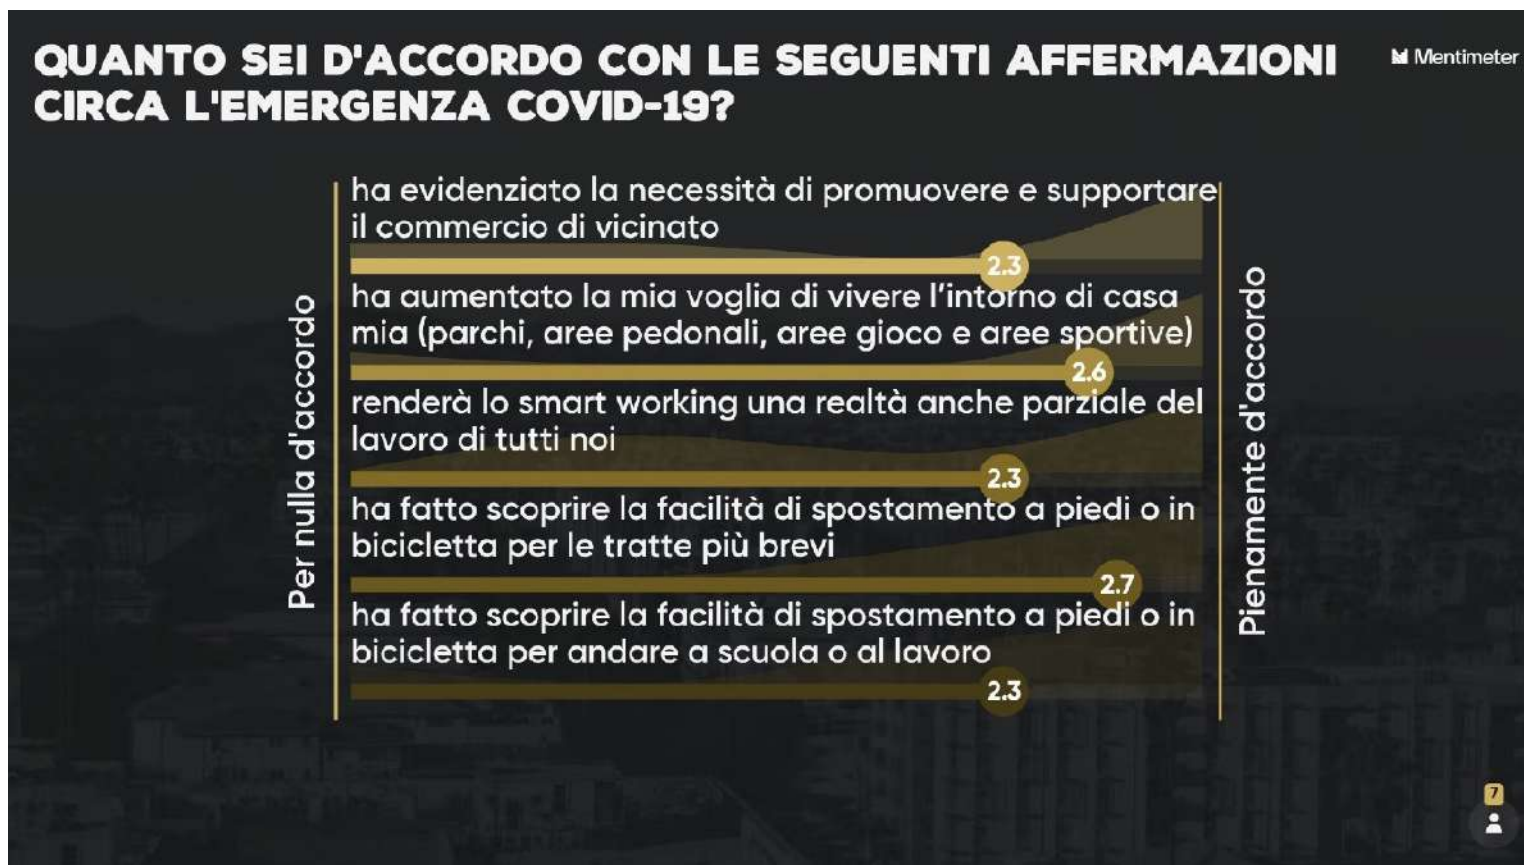 QUANTO SEI D'ACCORDO CON LE SEGUENTI AFFERMAZIONI
CIRCA L'EMERGENZA COVID-19?
Mentimeter
Per nulla d'accordo
ha evidenziato la necessità di promuovere e supportare
il commercio di vicinato
2.3
ha aumentato la mia voglia di vivere l'intorno di casa
mia (parchi, aree pedonali, aree gioco e aree sportive)
2.6
renderà lo smart working una realtà anche parziale del
lavoro di tutti noi
2.3
ha fatto scoprire la facilità di spostamento a piedi o in
bicicletta per le tratte più brevi
2.7
ha fatto scoprire la facilità di spostamento a piedi o in
bicicletta per andare a scuola o al lavoro
2.3
Pienamente d'accordo
7